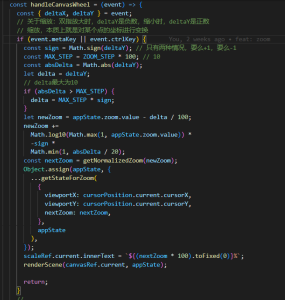 const handleCanvasWheel = (event) => {
const { deltaX, deltaY } = event;
// 关于缩放: 双指放大时, deltaY是负数, 缩小时, deltaY是正数
// 缩放, 本质上就是对某个点的坐标进行变换
if (event.metaKey || event.ctrlKey) { You, 3 weeks ago • feat: zoom
const sign = Math.sign(deltaY); // 只有两种情况, 要么+1, 要么-1
const MAX_STEP = ZOOM_STEP * 100; // 10
const absDelta = Math.abs(deltaY);
let delta = deltaY;
// delta最大为10
if (absDelta > MAX_STEP) {
delta = MAX_STEP * sign;
}
let newZoom = appState.zoom.value - delta / 100;
newZoom +=
Math.log10(Math.max(1, appState.zoom.value)) *
-sign *
Math.min(1, absDelta / 20);
const nextZoom = getNormalizedZoom(newZoom);
Object.assign(appState, {
...getStateForZoom(
{
viewportX: cursorPosition.current.cursorX,
viewportY: cursorPosition.current.cursorY,
nextZoom: nextZoom,
},
appState
),
});
scaleRef.current.innerText = `${(nextZoom * 100).toFixed(0)}%`;
renderScene(canvasRef.current, appState);
return;
}
//